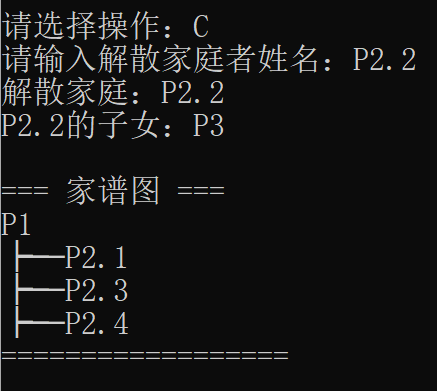 请选择操作：C
请输入解散家庭者姓名：P2.2
解散家庭：P2.2
P2.2的子女：P3
=== 家谱图 ===
P1
├──P2.1
├──P2.3
├──P2.4
==================